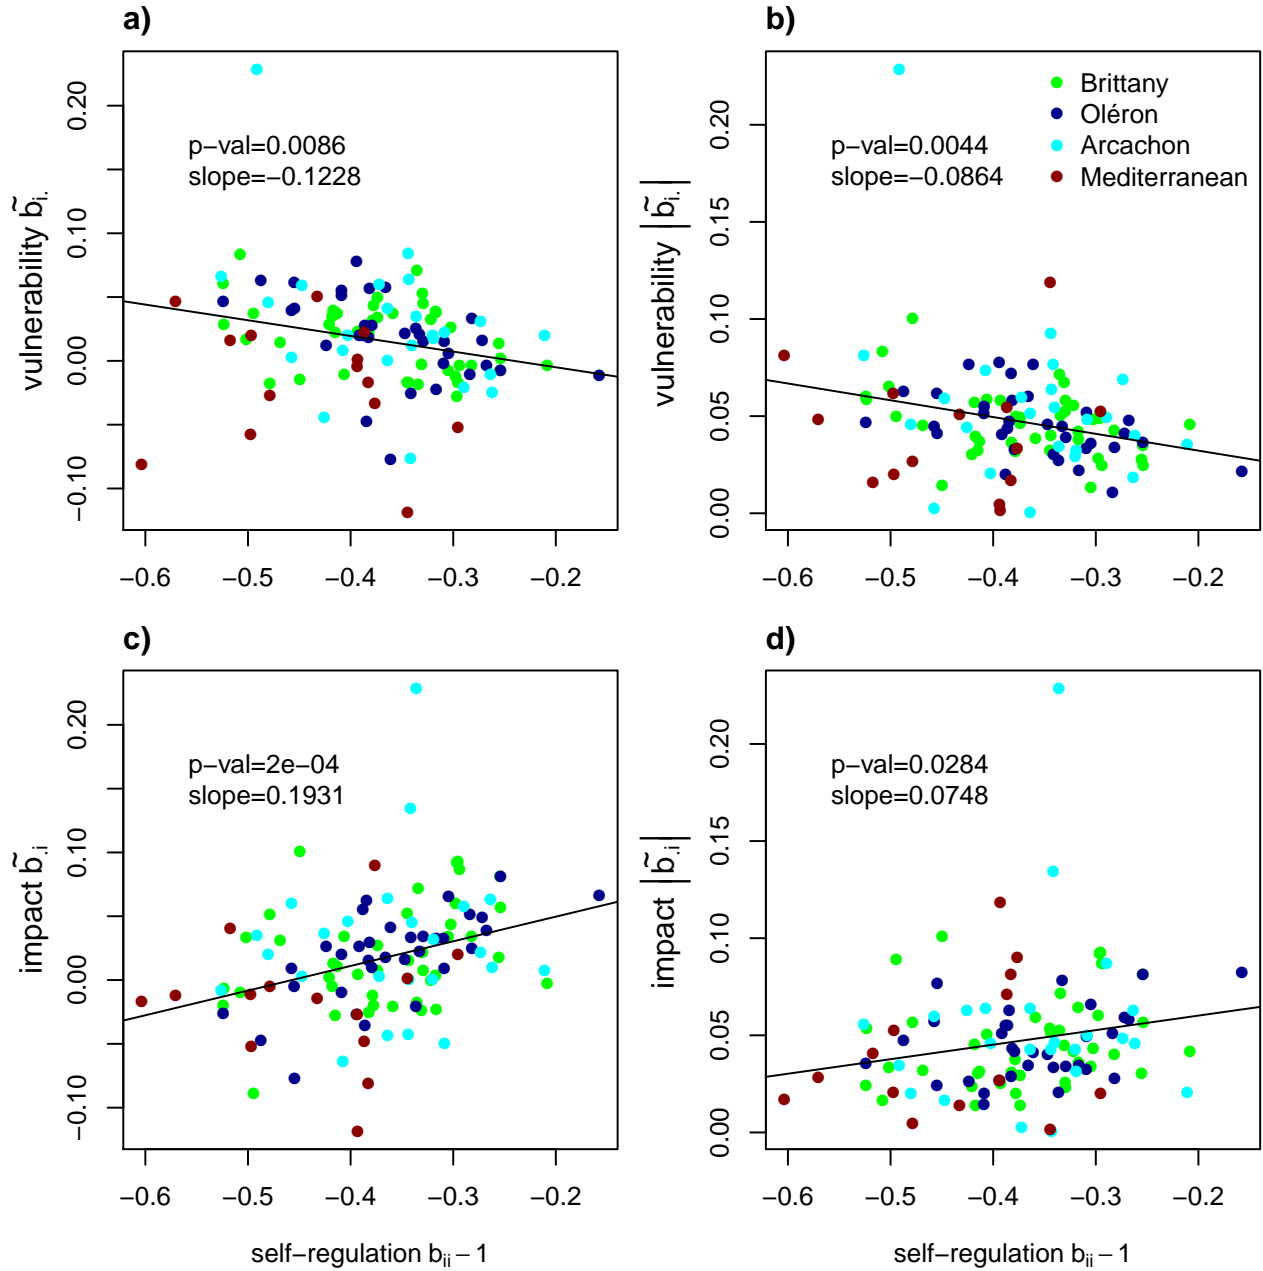 a)
vulnerability b̃i.
0.20
0.10
0.00
−0.10
p−val=0.0086
slope=−0.1228
−0.6 −0.5 −0.4 −0.3 −0.2
b)
vulnerability |b̃i.|
0.20
0.15
0.10
0.05
0.00
p−val=0.0044
slope=−0.0864
Brittany
Oléron
Arcachon
Mediterranean
−0.6 −0.5 −0.4 −0.3 −0.2
c)
impact b̃.i
0.20
0.10
0.00
−0.10
p−val=2e−04
slope=0.1931
−0.6 −0.5 −0.4 −0.3 −0.2
self−regulation bii − 1
d)
impact |b̃.i|
0.20
0.15
0.10
0.05
0.00
p−val=0.0284
slope=0.0748
−0.6 −0.5 −0.4 −0.3 −0.2
self−regulation bii − 1